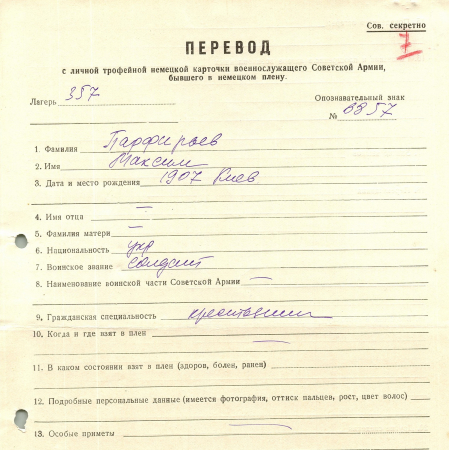 Сов. секретно
7
ПЕРЕВОД
с личной трофейной немецкой карточки военнослужащего Советской Армии,
бывшего в немецком плену.
Лагерь 357 Опознавательный знак
№ 3857
1. Фамилия Парфирьев
2. Имя Максим
3. Дата и место рождения 1907 Киев
4. Имя отца —
5. Фамилия матери —
6. Национальность укр
7. Воинское звание солдат
8. Наименование воинской части Советской Армии —
9. Гражданская специальность крестьянин
10. Когда и где взят в плен
11. В каком состоянии взят в плен (здоров, болен, ранен)
12. Подробные персональные данные (имеется фотография, оттиск пальцев, рост, цвет волос)
13. Особые приметы —